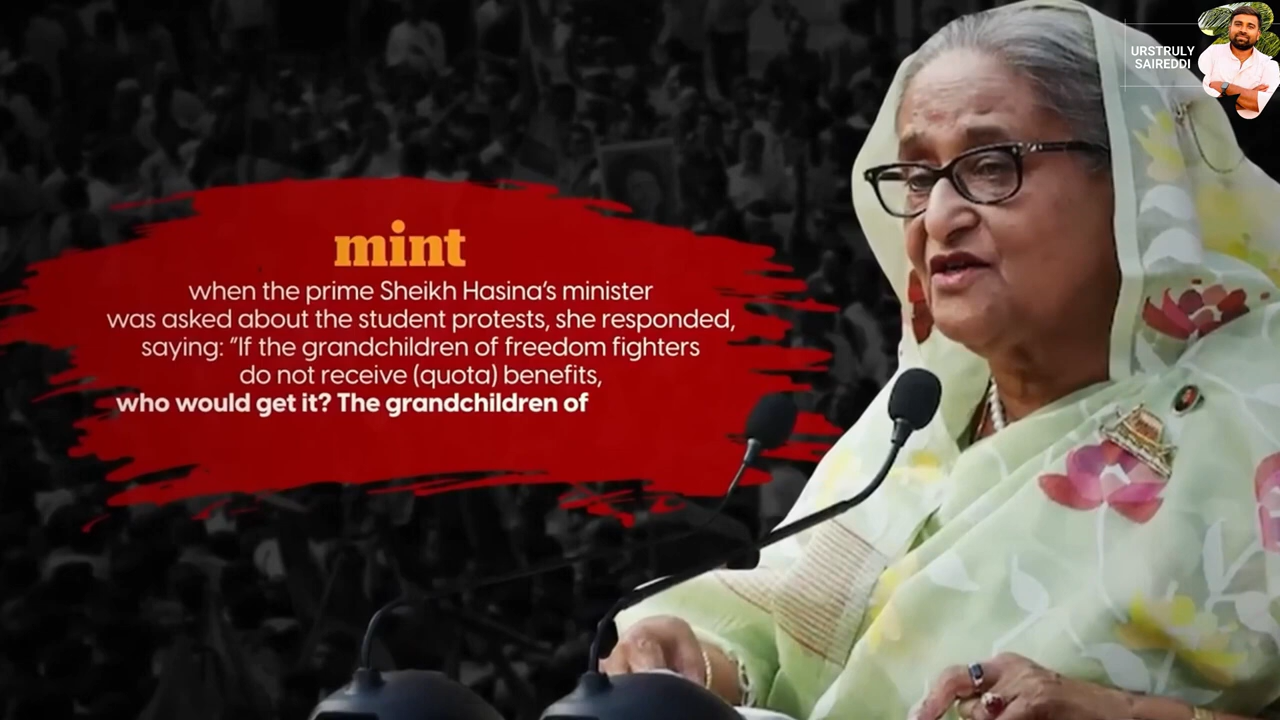 URSTRULY
SAIREDDI
mint
when the prime Sheikh Hasina's minister
was asked about the student protests, she responded,
saying: "If the grandchildren of freedom fighters
do not receive (quota) benefits,
who would get it? The grandchildren of